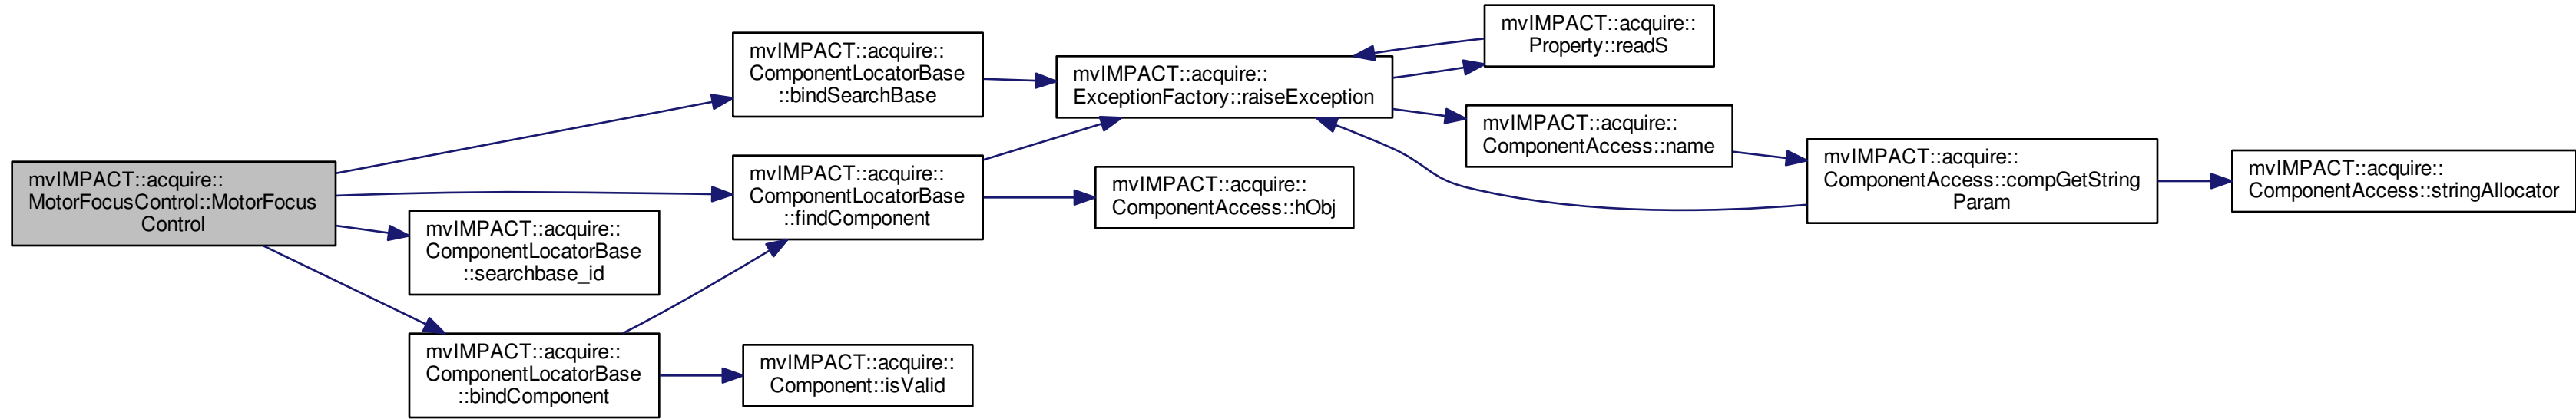 mvIMPACT::acquire::
MotorFocusControl::MotorFocus
Control
mvIMPACT::acquire::
ComponentLocatorBase
::bindSearchBase
mvIMPACT::acquire::
ComponentLocatorBase
::findComponent
mvIMPACT::acquire::
ComponentLocatorBase
::searchbase_id
mvIMPACT::acquire::
ComponentLocatorBase
::bindComponent
mvIMPACT::acquire::
Component::isValid
mvIMPACT::acquire::
ExceptionFactory::raiseException
mvIMPACT::acquire::
ComponentAccess::hObj
mvIMPACT::acquire::
Property::readS
mvIMPACT::acquire::
ComponentAccess::name
mvIMPACT::acquire::
ComponentAccess::compGetString
Param
mvIMPACT::acquire::
ComponentAccess::stringAllocator